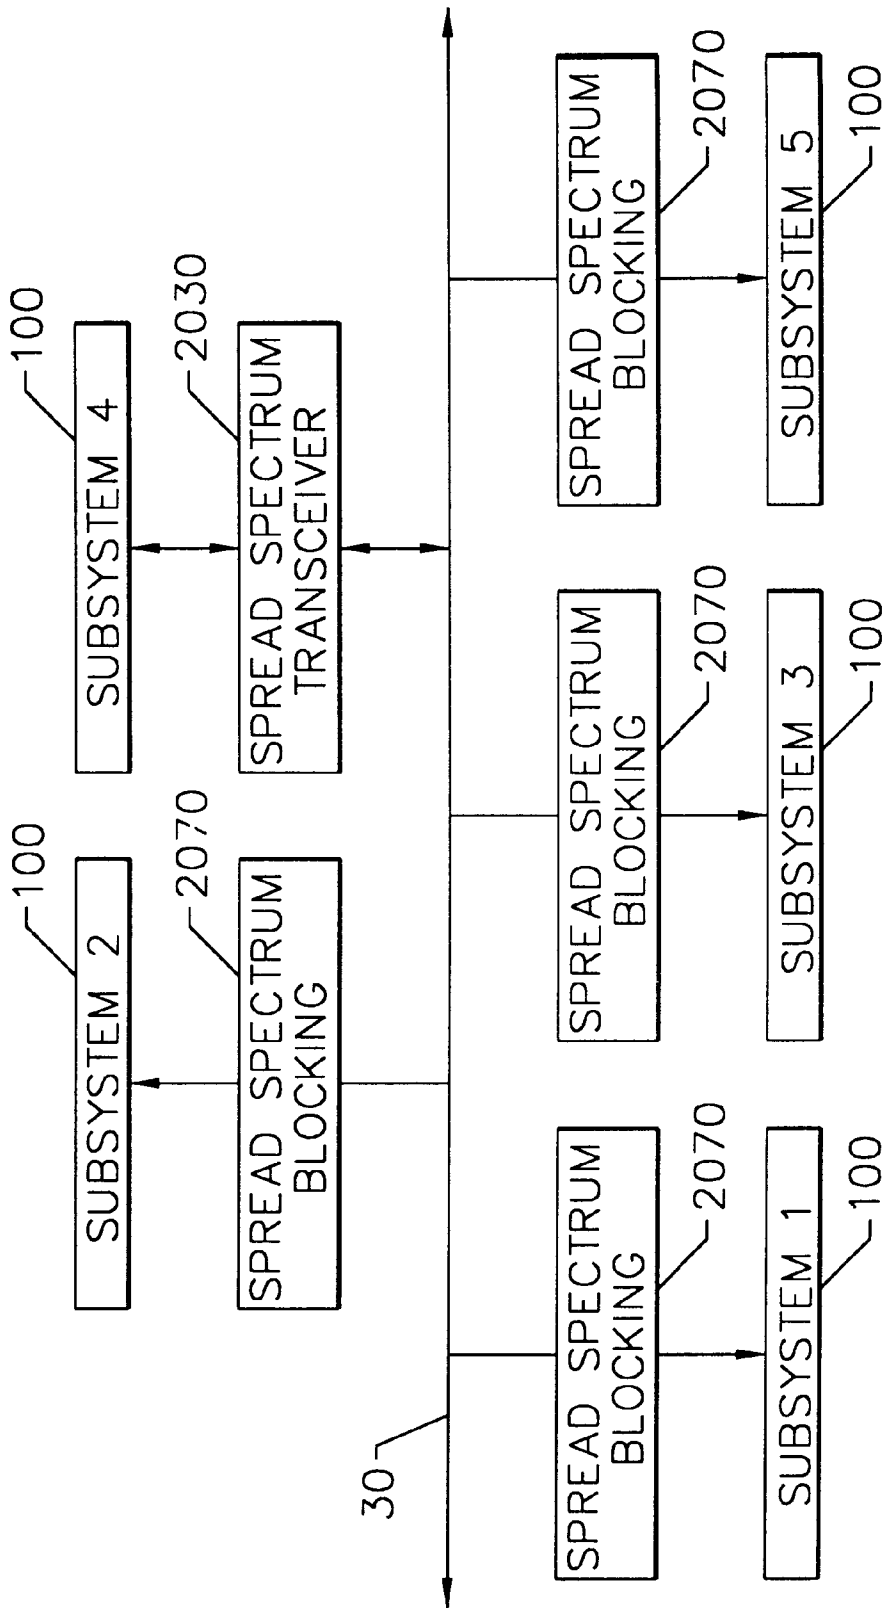 100
100
SUBSYSTEM 2
SUBSYSTEM 4
2070
2030
SPREAD SPECTRUM
BLOCKING
SPREAD SPECTRUM
TRANSCEIVER
30
SPREAD SPECTRUM
BLOCKING
SPREAD SPECTRUM
BLOCKING
SPREAD SPECTRUM
BLOCKING
2070
2070
2070
SUBSYSTEM 1
SUBSYSTEM 3
SUBSYSTEM 5
100
100
100